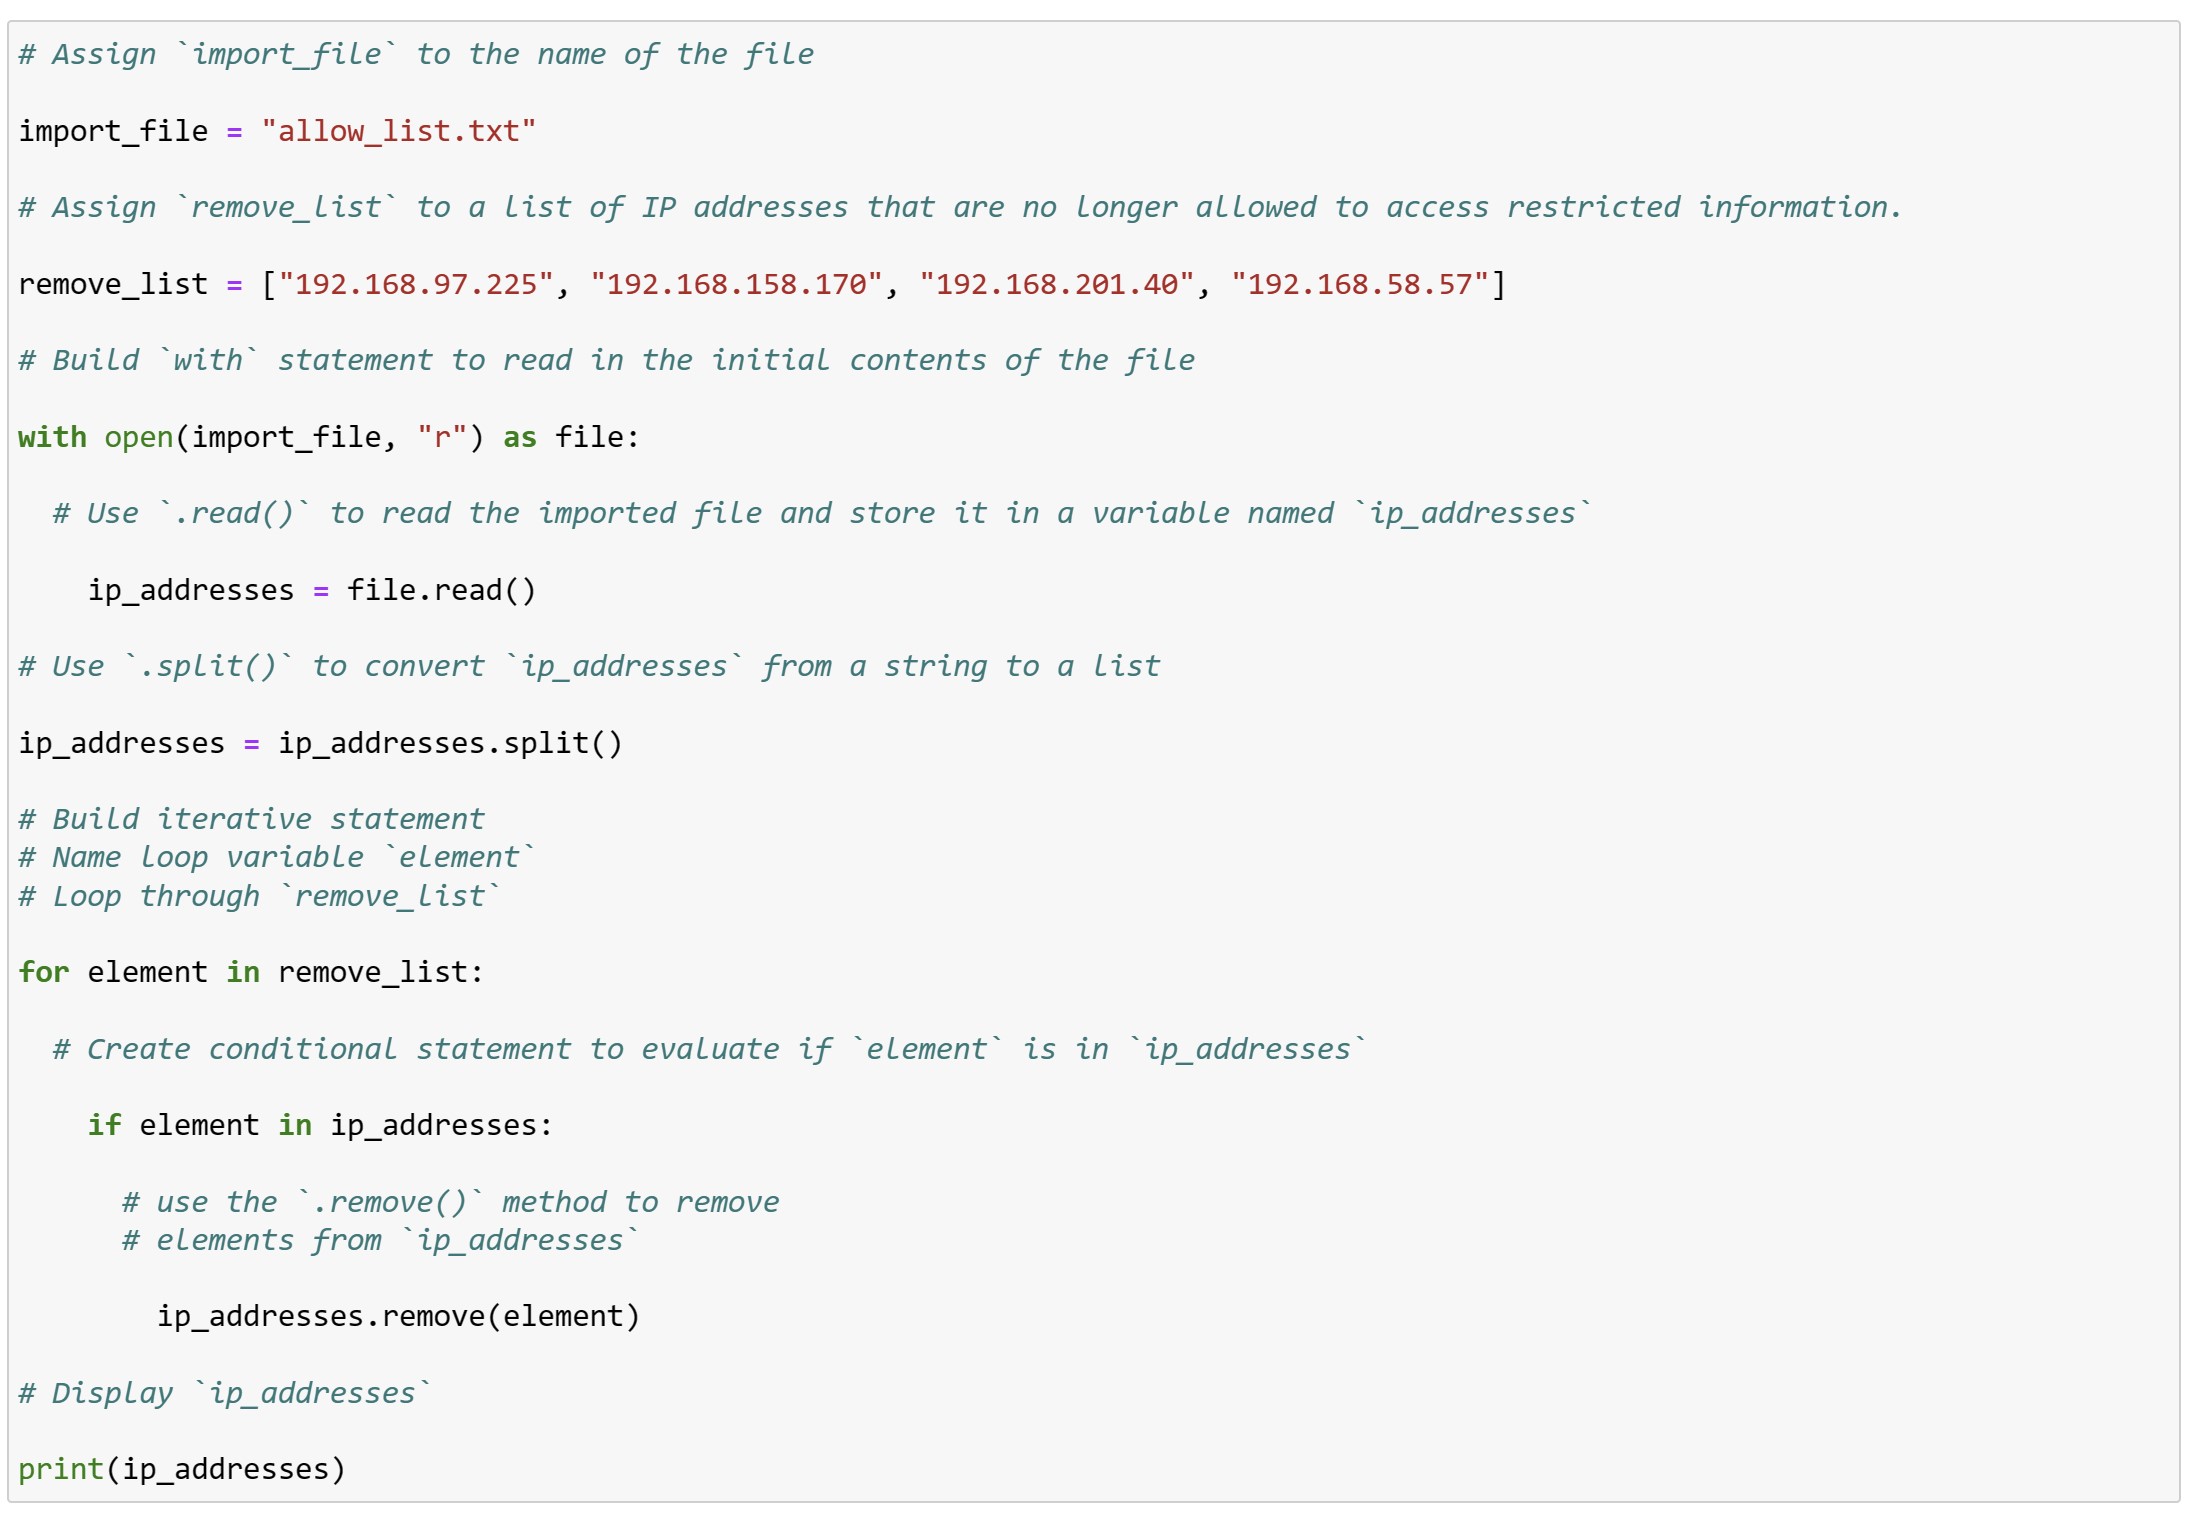 # Assign `import_file` to the name of the file
import_file = "allow_list.txt"
# Assign `remove_list` to a list of IP addresses that are no longer allowed to access restricted information.
remove_list = ["192.168.97.225", "192.168.158.170", "192.168.201.40", "192.168.58.57"]
# Build `with` statement to read in the initial contents of the file
with open(import_file, "r") as file:
  # Use `.read()` to read the imported file and store it in a variable named `ip_addresses`
    ip_addresses = file.read()
# Use `.split()` to convert `ip_addresses` from a string to a list
ip_addresses = ip_addresses.split()
# Build iterative statement
# Name loop variable `element`
# Loop through `remove_list`
for element in remove_list:
  # Create conditional statement to evaluate if `element` is in `ip_addresses`
    if element in ip_addresses:
      # use the `.remove()` method to remove
      # elements from `ip_addresses`
        ip_addresses.remove(element)
# Display `ip_addresses`
print(ip_addresses)